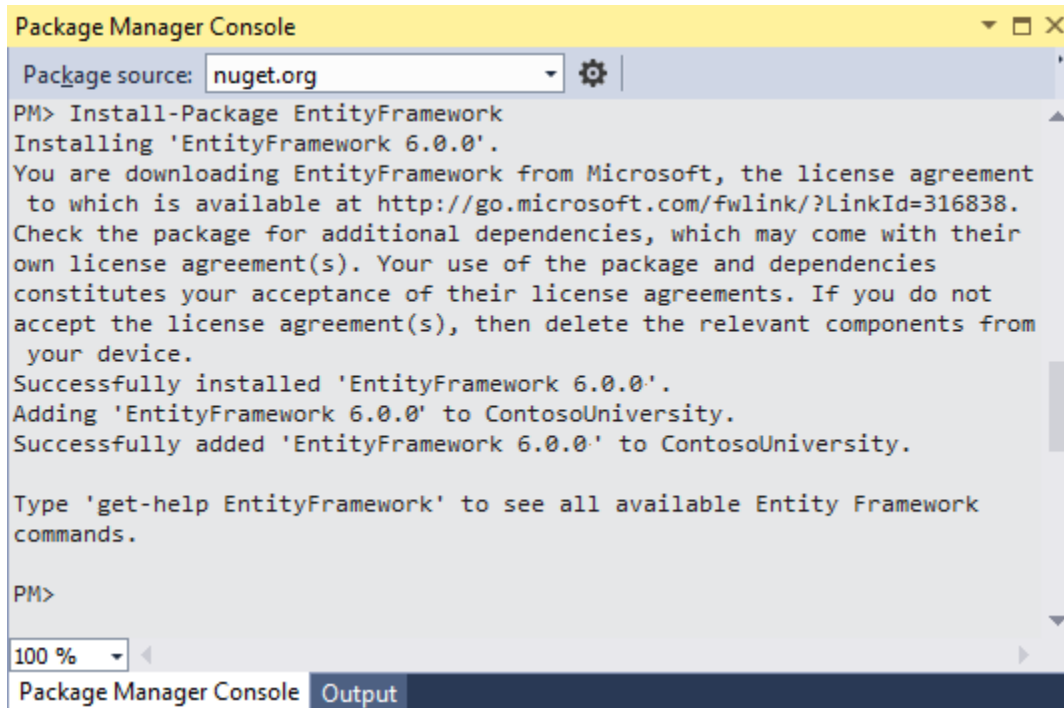 Package Manager Console
Package source: nuget.org
PM> Install-Package EntityFramework
Installing 'EntityFramework 6.0.0'.
You are downloading EntityFramework from Microsoft, the license agreement
to which is available at http://go.microsoft.com/fwlink/?LinkId=316838.
Check the package for additional dependencies, which may come with their
own license agreement(s). Your use of the package and dependencies
constitutes your acceptance of their license agreements. If you do not
accept the license agreement(s), then delete the relevant components from
your device.
Successfully installed 'EntityFramework 6.0.0'.
Adding 'EntityFramework 6.0.0' to ContosoUniversity.
Successfully added 'EntityFramework 6.0.0' to ContosoUniversity.
Type 'get-help EntityFramework' to see all available Entity Framework
commands.
PM>
100 %
Package Manager Console Output